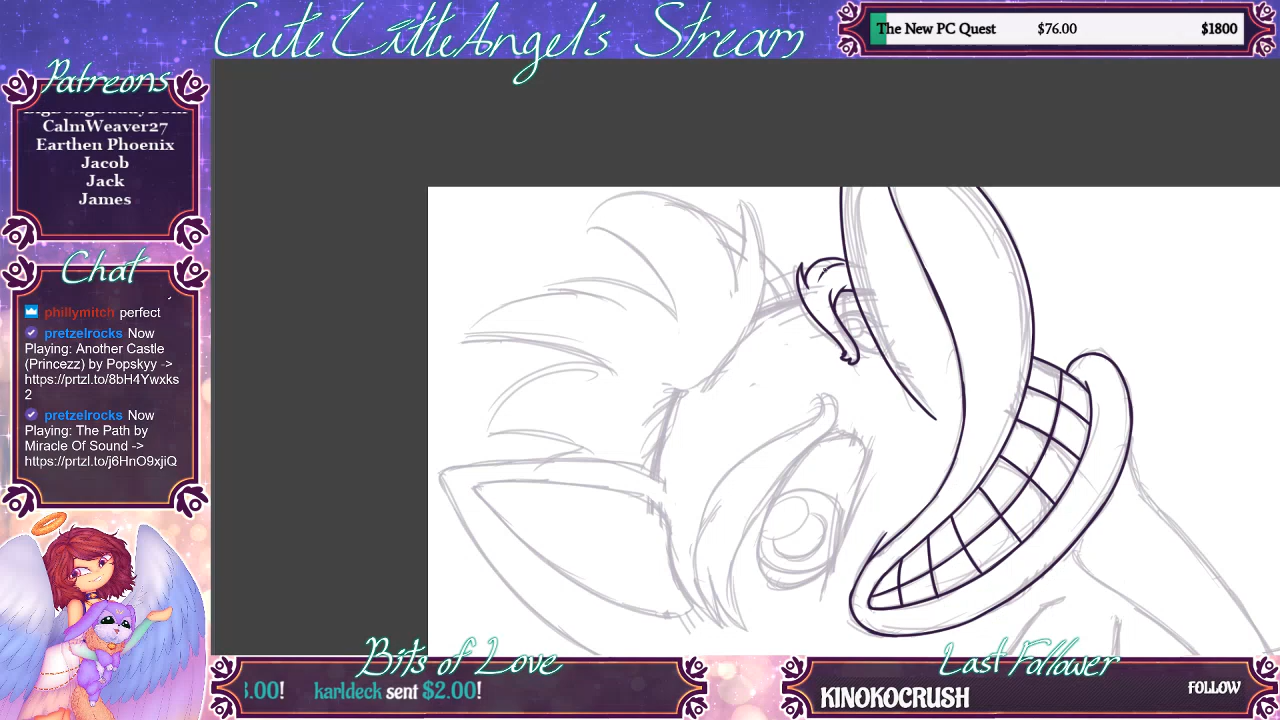 CuteLittleAngel's Stream
The New PC Quest $76.00 $1800
Patreons
CalmWeaver27
Earthen Phoenix
Jacob
Jack
James
Chat
phillymitch perfect
pretzelrocks Now
Playing: Another Castle
(Princezz) by Popskyy ->
https://prtzl.to/8bH4Ywxks
2
pretzelrocks Now
Playing: The Path by
Miracle Of Sound ->
https://prtzl.to/j6HnO9xjiQ
Bits of Love
3.00! karldeck sent $2.00!
Last Follower
KINOKOCRUSH FOLLOW